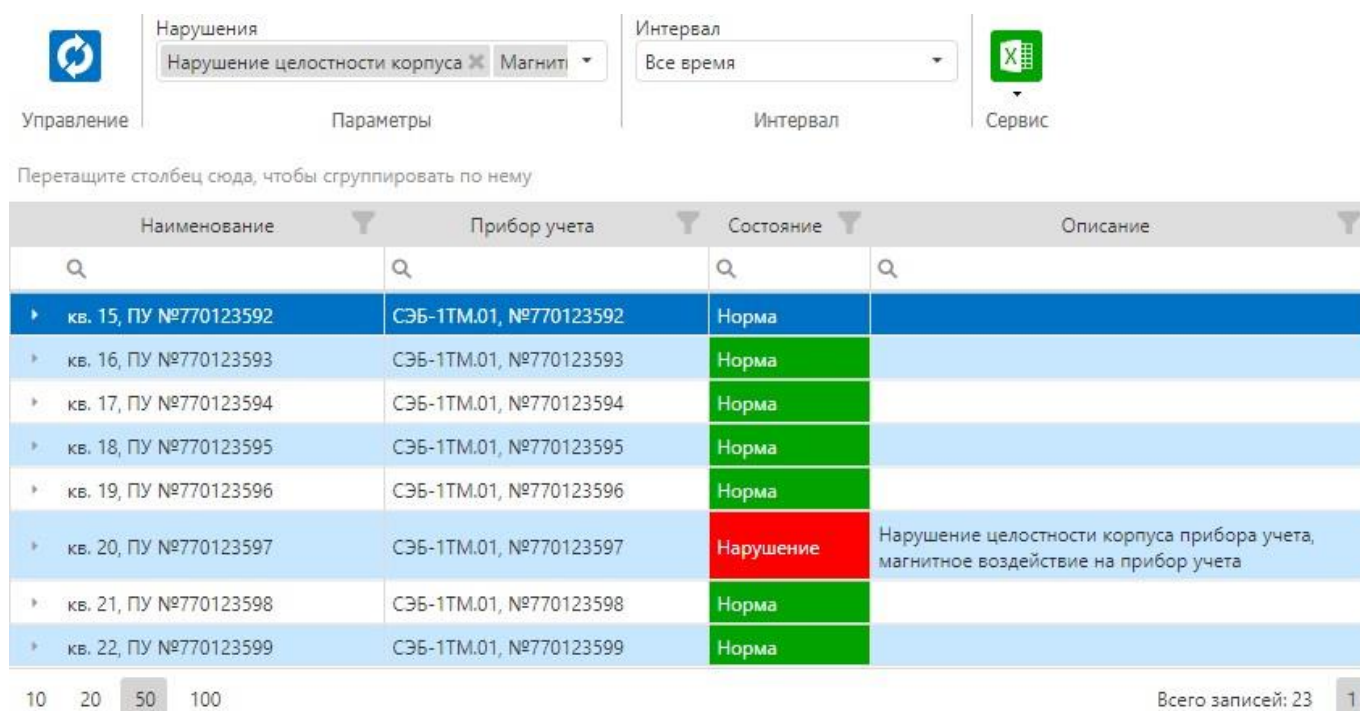 Нарушения
Интервал
Нарушение целостности корпуса Магнит
Все время
Управление
Параметры
Интервал
Сервис
Перетащите столбец сюда, чтобы сгруппировать по нему
Наименование Прибор учета Состояние Описание
кв. 15, ПУ №770123592 СЭБ-1ТМ.01, №770123592 Норма
кв. 16, ПУ №770123593 СЭБ-1ТМ.01, №770123593 Норма
кв. 17, ПУ №770123594 СЭБ-1ТМ.01, №770123594 Норма
кв. 18, ПУ №770123595 СЭБ-1ТМ.01, №770123595 Норма
кв. 19, ПУ №770123596 СЭБ-1ТМ.01, №770123596 Норма
кв. 20, ПУ №770123597 СЭБ-1ТМ.01, №770123597 Нарушение Нарушение целостности корпуса прибора учета,
магнитное воздействие на прибор учета
кв. 21, ПУ №770123598 СЭБ-1ТМ.01, №770123598 Норма
кв. 22, ПУ №770123599 СЭБ-1ТМ.01, №770123599 Норма
10 20 50 100 Всего записей: 23 1